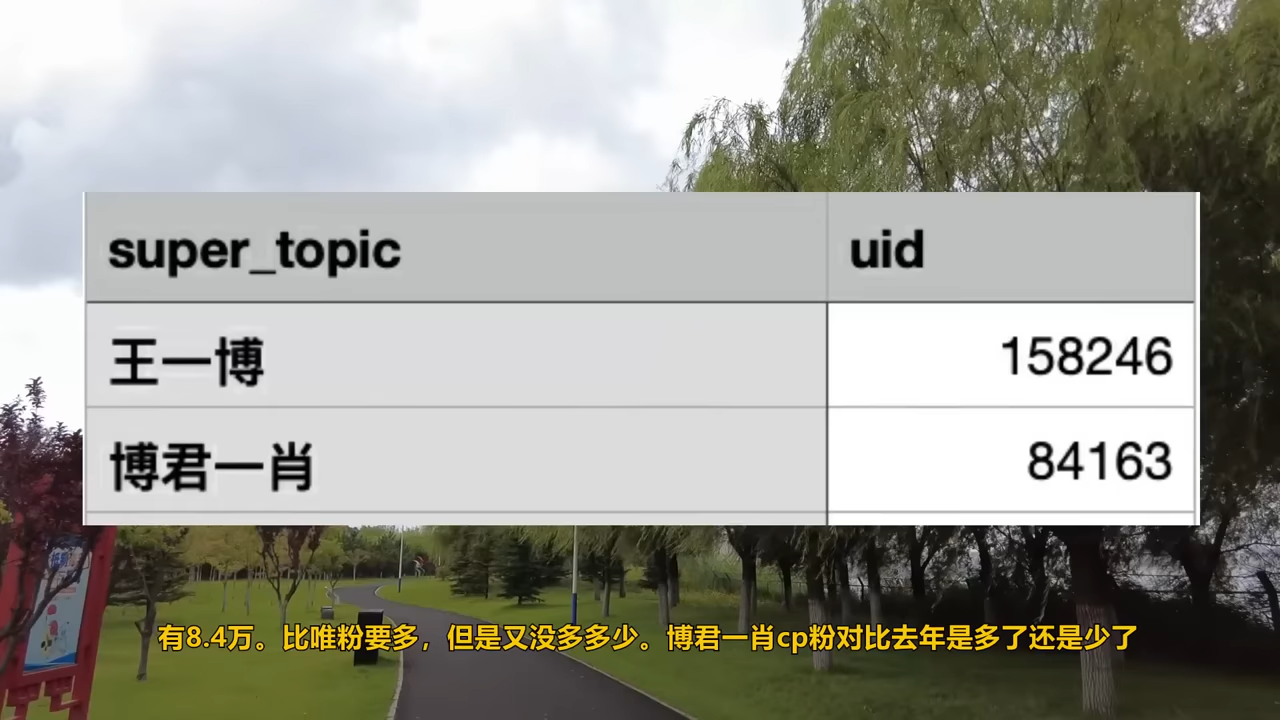 super_topic uid
王一博 158246
博君一肖 84163
有8.4万。比唯粉要多，但是又没多多少。博君一肖cp粉对比去年是多了还是少了